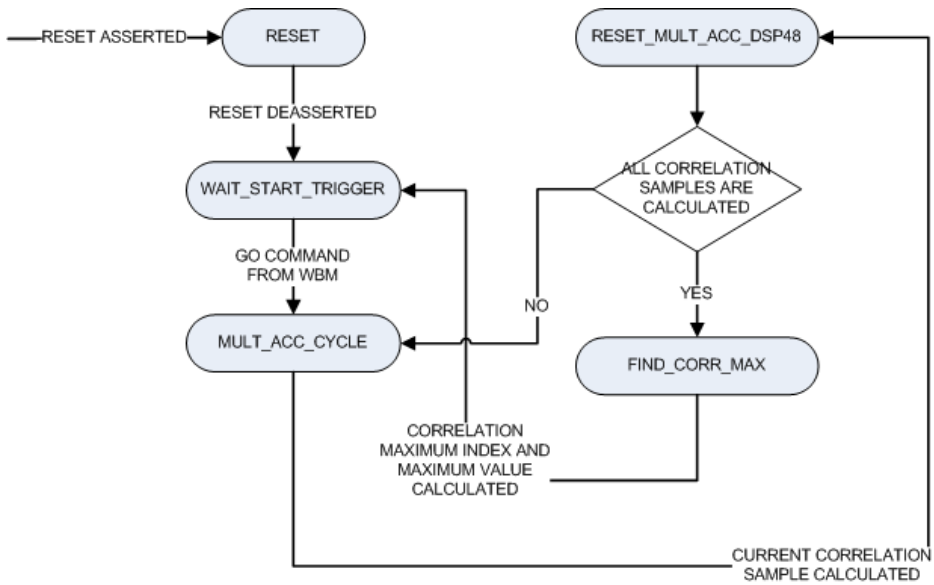 RESET ASSERTED
RESET
RESET DEASSERTED
WAIT_START_TRIGGER
GO COMMAND
FROM WBM
MULT_ACC_CYCLE
RESET_MULT_ACC_DSP48
ALL CORRELATION
SAMPLES ARE
CALCULATED
NO
YES
FIND_CORR_MAX
CORRELATION
MAXIMUM INDEX AND
MAXIMUM VALUE
CALCULATED
CURRENT CORRELATION
SAMPLE CALCULATED